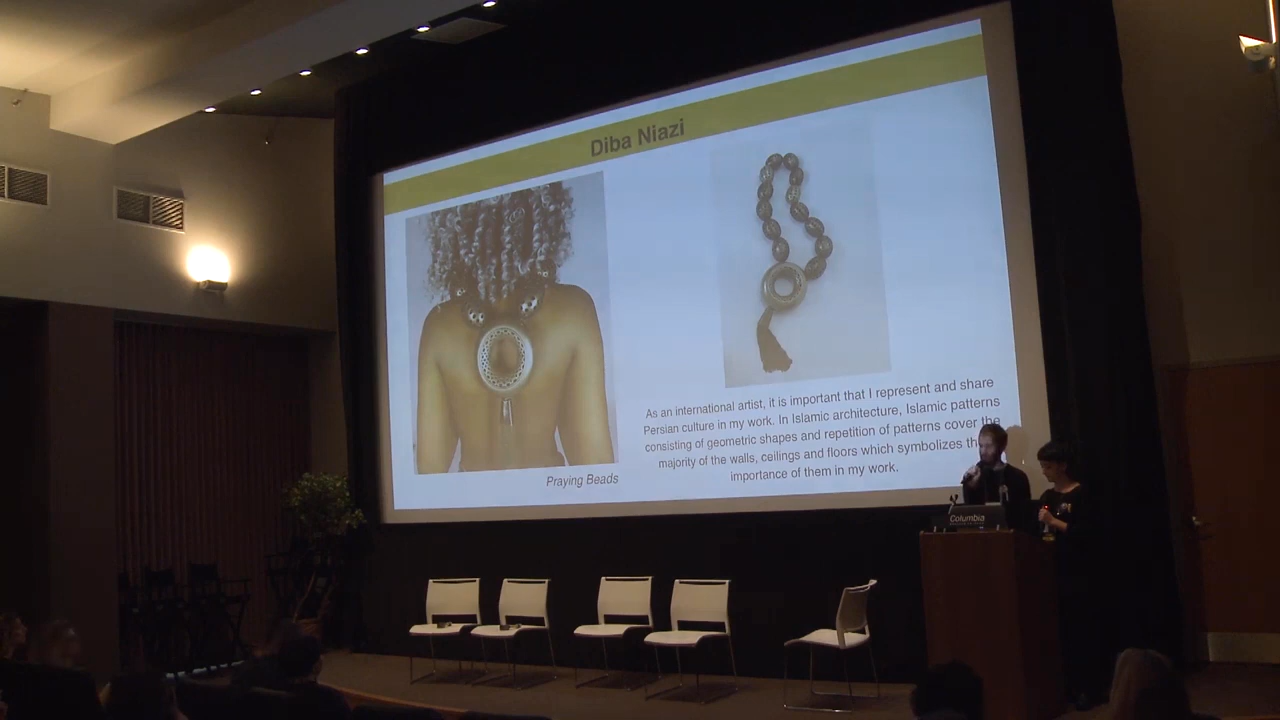 Diba Niazi
Praying Beads
As an international artist, it is important that I represent and share
Persian culture in my work. In Islamic architecture, Islamic patterns
consisting of geometric shapes and repetition of patterns cover the
majority of the walls, ceilings and floors which symbolizes the
importance of them in my work.
Columbia